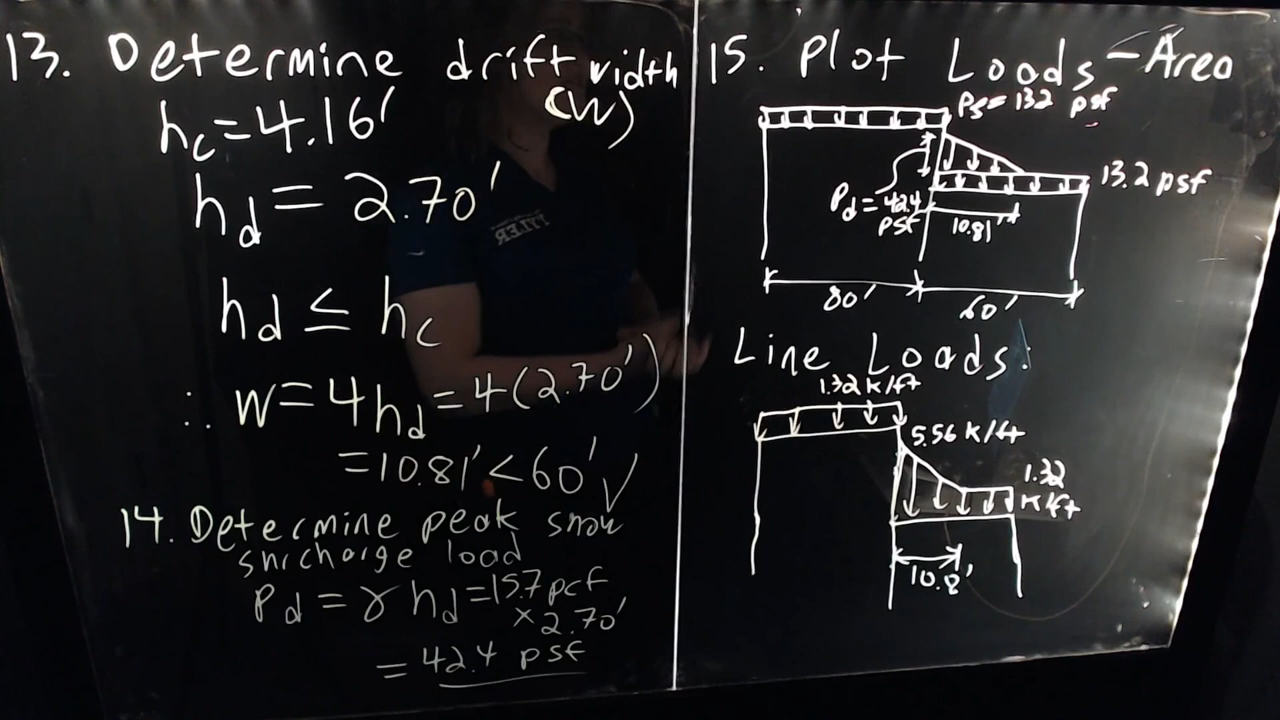 13. Determine drift width
(W)
hc = 4.16'
hd = 2.70'
hd ≤ hc
∴ W = 4hd = 4(2.70')
= 10.81' < 60' ✓
14. Determine peak snow
surcharge load
Pd = γ hd = 15.7 pcf
× 2.70'
= 42.4 psf
15. Plot Loads - Area
Ps = 13.2 psf
13.2 psf
Pd = 42.4
psf
10.81'
80'
60'
Line Loads:
1.32 k/ft
5.56 k/ft
1.32
k/ft
10.8'